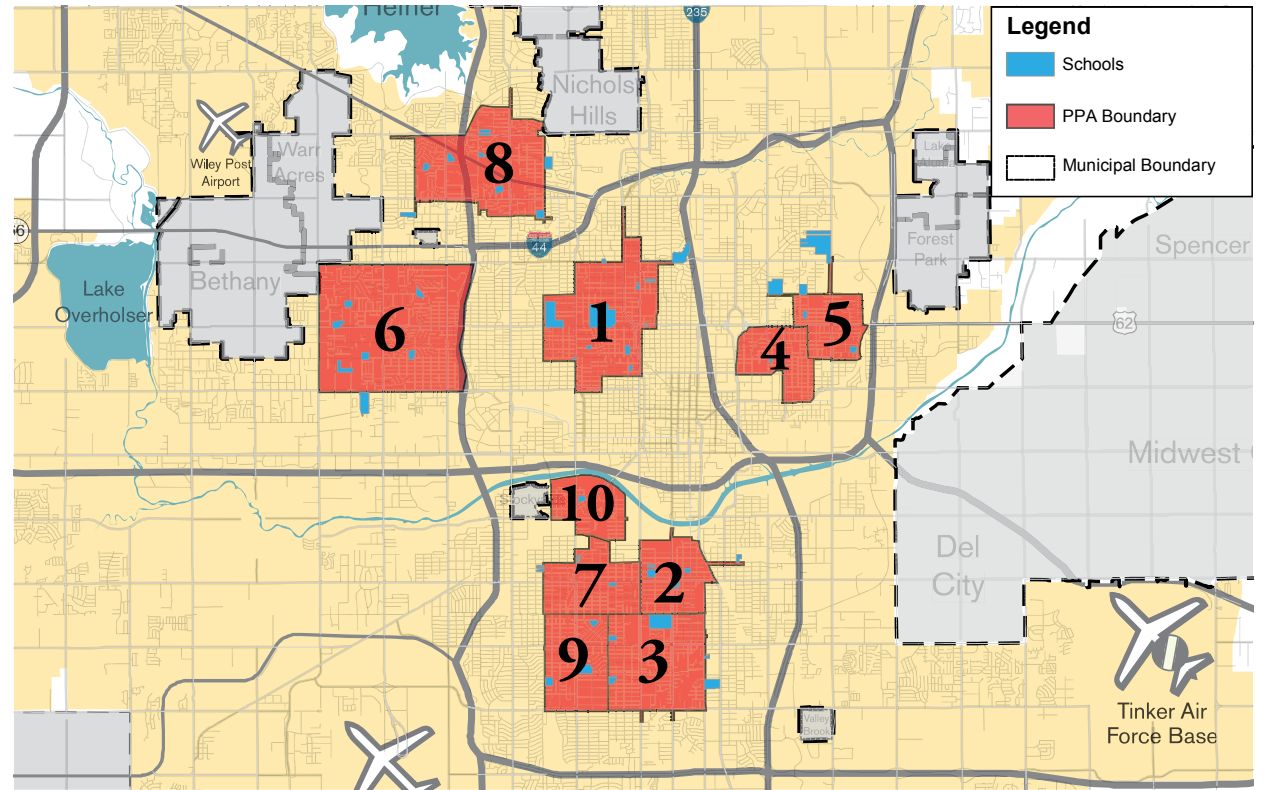 Hefner
235
Legend
Schools
PPA Boundary
Municipal Boundary
Nichols
Hills
Wiley Post
Airport
Warr
Acres
8
Lake
Forest
Park
Spencer
66
44
Bethany
Lake
Overholser
6
1
5
4
62
Midwest
10
Del
City
7
2
9
3
Valley
Brook
Tinker Air
Force Base